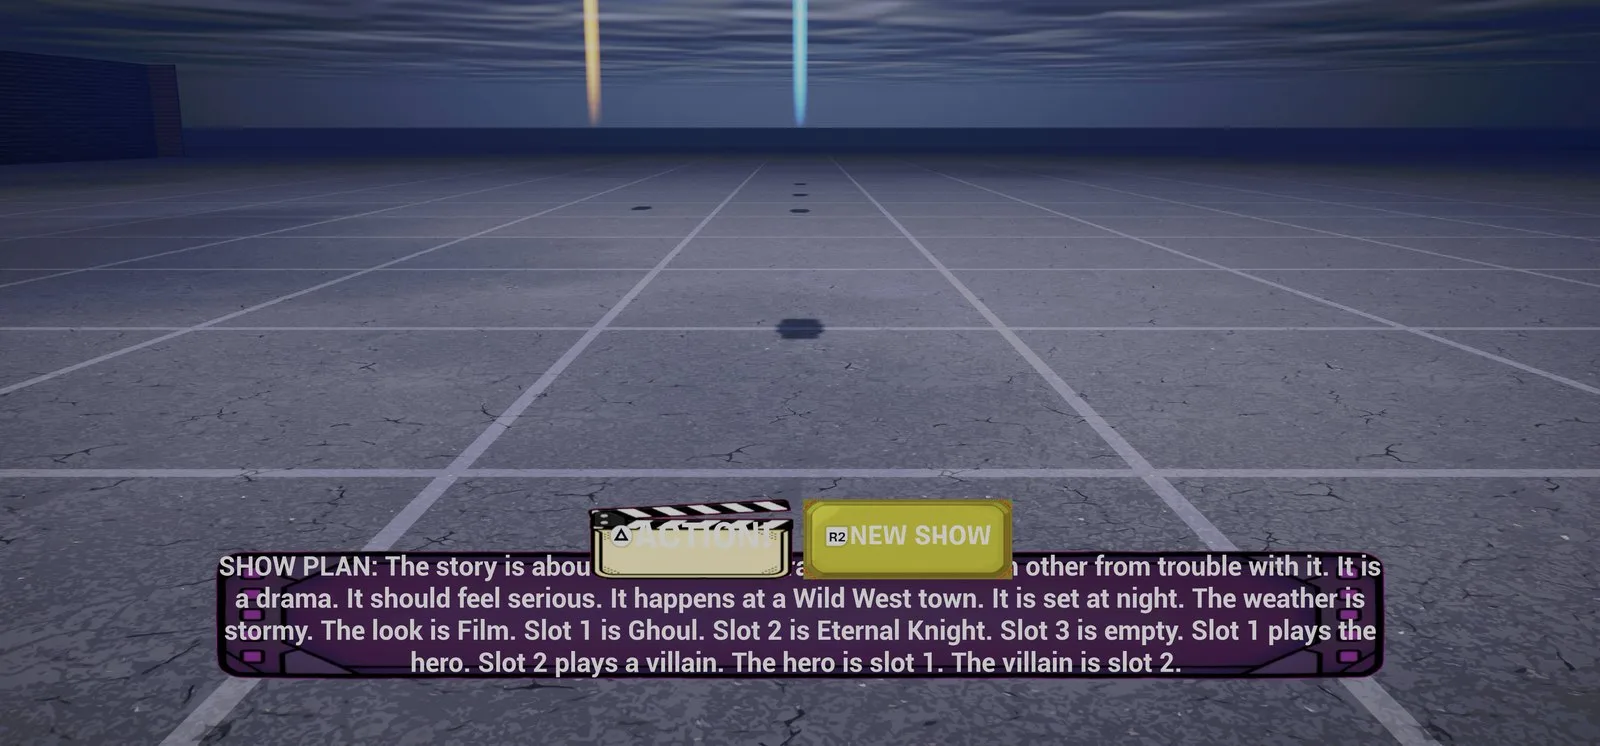 ACTION!
R2 NEW SHOW
SHOW PLAN: The story is abou other from trouble with it. It is
a drama. It should feel serious. It happens at a Wild West town. It is set at night. The weather is
stormy. The look is Film. Slot 1 is Ghoul. Slot 2 is Eternal Knight. Slot 3 is empty. Slot 1 plays the
hero. Slot 2 plays a villain. The hero is slot 1. The villain is slot 2.